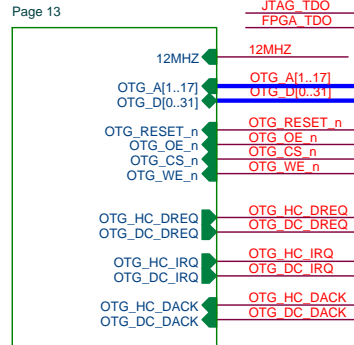 Page 13
JTAG_TDO
FPGA_TDO
12MHZ
12MHZ
OTG_A[1..17]
OTG_A[1..17]
OTG_D[0..31]
OTG_D[0..31]
OTG_RESET_n
OTG_RESET_n
OTG_OE_n
OTG_OE_n
OTG_CS_n
OTG_CS_n
OTG_WE_n
OTG_WE_n
OTG_HC_DREQ
OTG_HC_DREQ
OTG_DC_DREQ
OTG_DC_DREQ
OTG_HC_IRQ
OTG_HC_IRQ
OTG_DC_IRQ
OTG_DC_IRQ
OTG_HC_DACK
OTG_HC_DACK
OTG_DC_DACK
OTG_DC_DACK